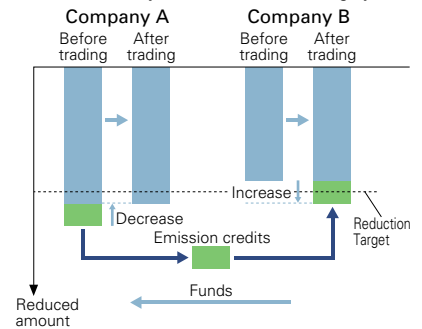 Company A
Company B
Before trading
After trading
Before trading
After trading
Increase
Decrease
Reduction Target
Emission credits
Funds
Reduced amount